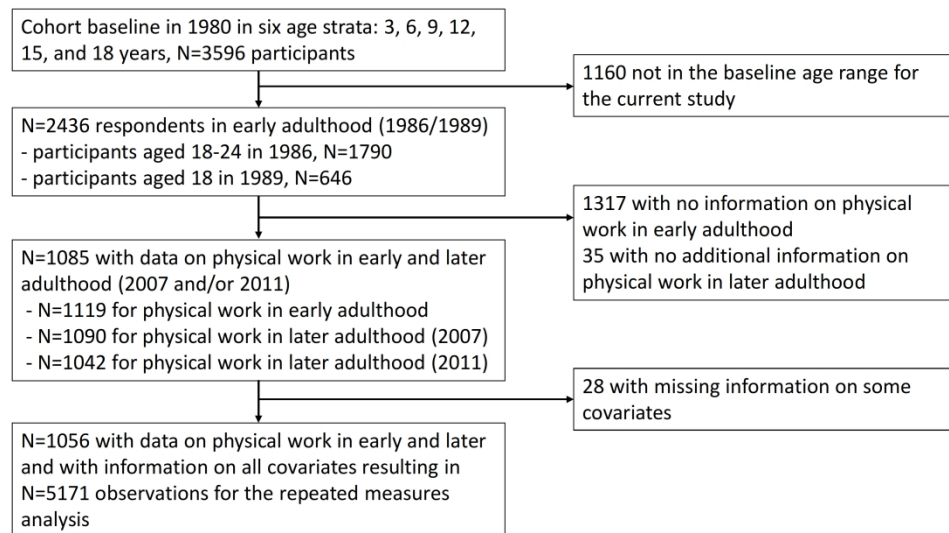 Cohort baseline in 1980 in six age strata: 3, 6, 9, 12,
15, and 18 years, N=3596 participants
1160 not in the baseline age range for
the current study
N=2436 respondents in early adulthood (1986/1989)
- participants aged 18-24 in 1986, N=1790
- participants aged 18 in 1989, N=646
1317 with no information on physical
work in early adulthood
35 with no additional information on
physical work in later adulthood
N=1085 with data on physical work in early and later
adulthood (2007 and/or 2011)
- N=1119 for physical work in early adulthood
- N=1090 for physical work in later adulthood (2007)
- N=1042 for physical work in later adulthood (2011)
28 with missing information on some
covariates
N=1056 with data on physical work in early and later
and with information on all covariates resulting in
N=5171 observations for the repeated measures
analysis